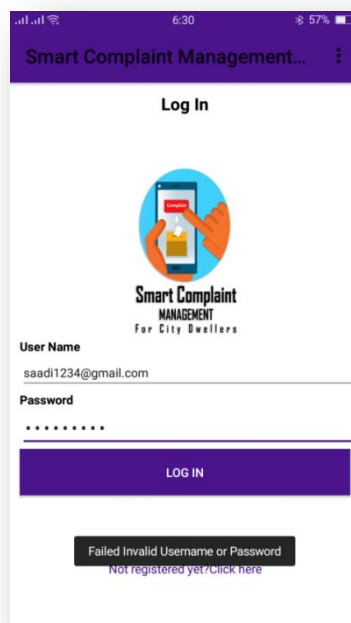 6:30
57%
Smart Complaint Management...
Log In
Complain
Smart Complaint
MANAGEMENT
For City Dwellers
User Name
saadi1234@gmail.com
Password
•••••••••
LOG IN
Failed Invalid Username or Password
Not registered yet?Click here